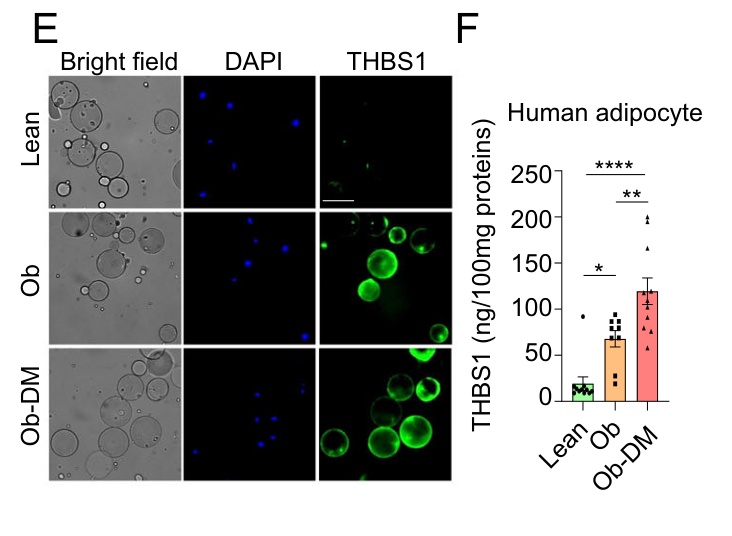 E
Bright field
DAPI
THBS1
Lean
Ob
Ob-DM
F
Human adipocyte
THBS1 (ng/100mg proteins)
250
200
150
100
50
0
****
**
*
Lean
Ob
Ob-DM